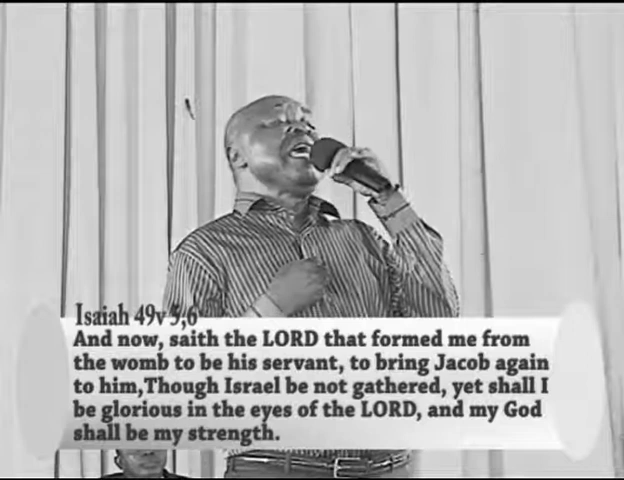 Isaiah 49v 5,6
And now, saith the LORD that formed me from
the womb to be his servant, to bring Jacob again
to him,Though Israel be not gathered, yet shall I
be glorious in the eyes of the LORD, and my God
shall be my strength.